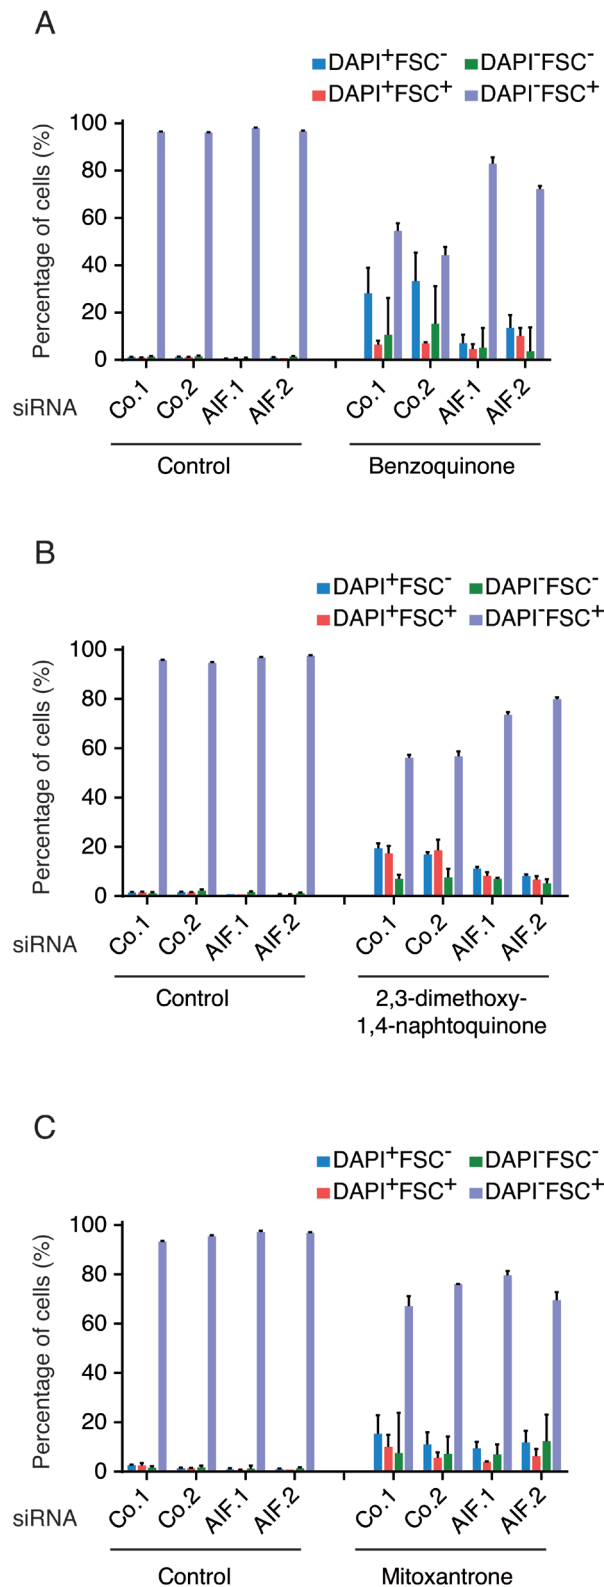 A
DAPI⁺FSC⁻ DAPI⁻FSC⁻
DAPI⁺FSC⁺ DAPI⁻FSC⁺
Percentage of cells (%)
100
80
60
40
20
0
siRNA
Co.1 Co.2 AIF.1 AIF.2 Co.1 Co.2 AIF.1 AIF.2
Control Benzoquinone
B
DAPI⁺FSC⁻ DAPI⁻FSC⁻
DAPI⁺FSC⁺ DAPI⁻FSC⁺
Percentage of cells (%)
100
80
60
40
20
0
siRNA
Co.1 Co.2 AIF.1 AIF.2 Co.1 Co.2 AIF.1 AIF.2
Control 2,3-dimethoxy-
1,4-naphtoquinone
C
DAPI⁺FSC⁻ DAPI⁻FSC⁻
DAPI⁺FSC⁺ DAPI⁻FSC⁺
Percentage of cells (%)
100
80
60
40
20
0
siRNA
Co.1 Co.2 AIF.1 AIF.2 Co.1 Co.2 AIF.1 AIF.2
Control Mitoxantrone